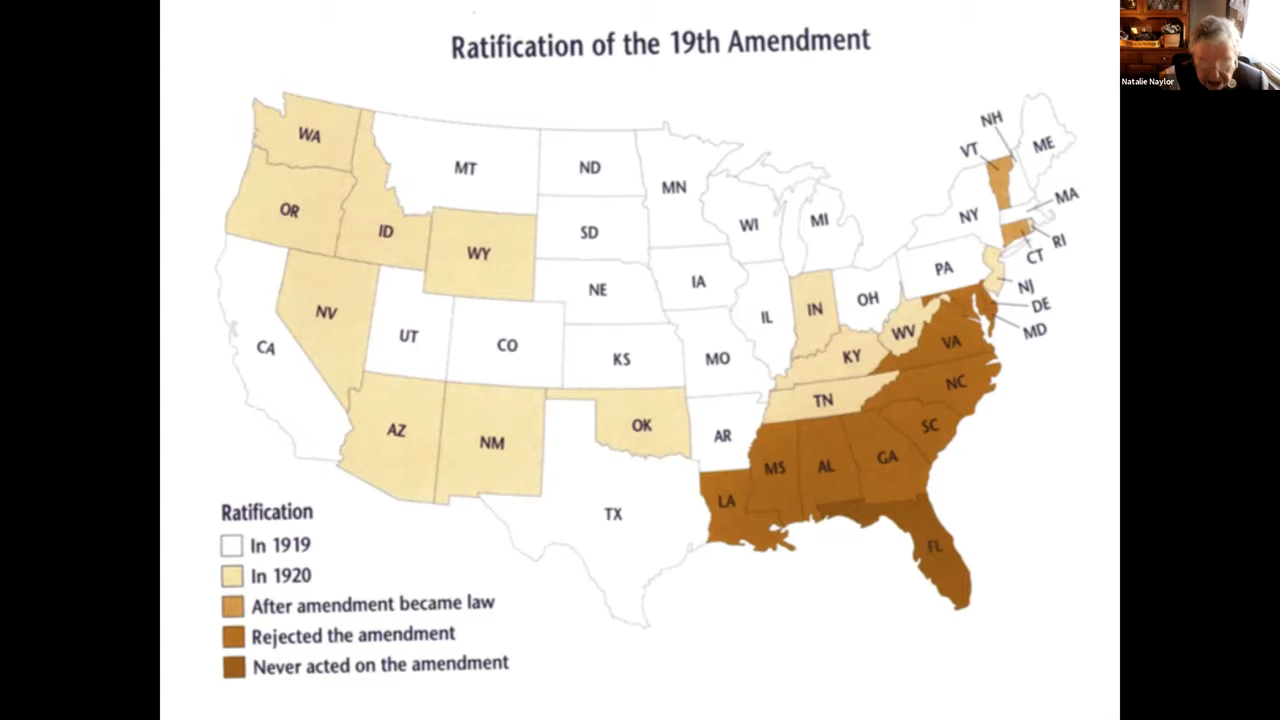 Ratification of the 19th Amendment
Natalie Naylor
NH
WA
VT
ME
MT
ND
MN
MA
OR
ID
SD
WI
MI
NY
RI
WY
CT
PA
NE
IA
NJ
NV
IL
IN
OH
DE
UT
CO
WV
MD
CA
KS
MO
KY
VA
NC
AZ
NM
OK
AR
TN
SC
MS
AL
GA
LA
TX
FL
Ratification
In 1919
In 1920
After amendment became law
Rejected the amendment
Never acted on the amendment